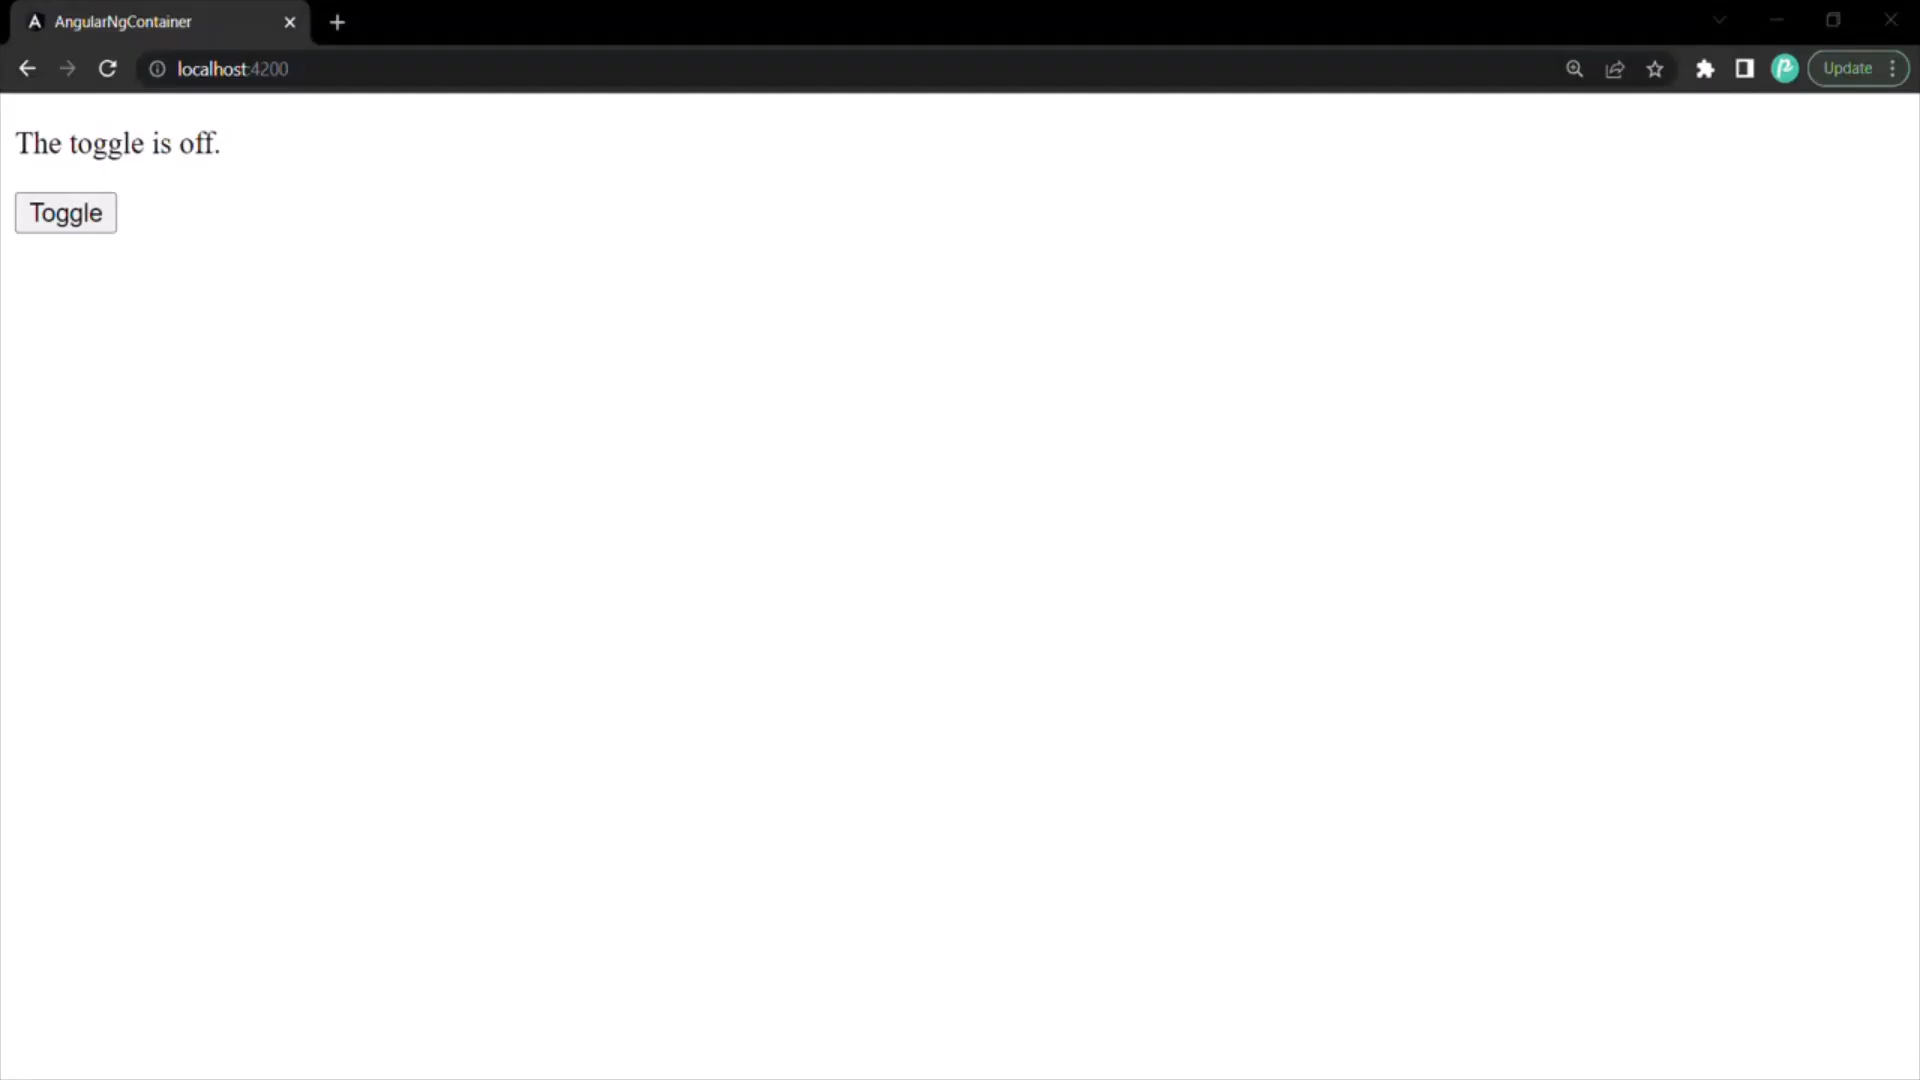 AngularNgContainer
localhost:4200
Update
The toggle is off.
Toggle